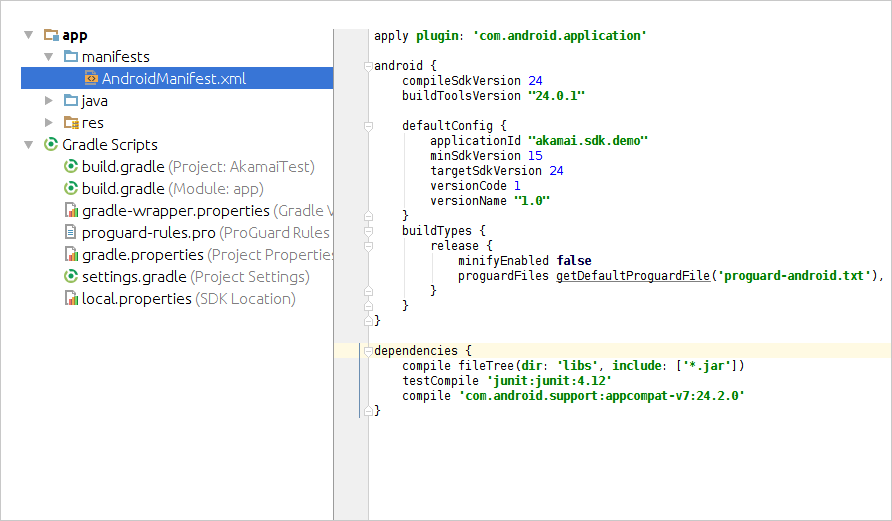 app
manifests
AndroidManifest.xml
java
res
Gradle Scripts
build.gradle (Project: AkamaiTest)
build.gradle (Module: app)
gradle-wrapper.properties (Gradle V
proguard-rules.pro (ProGuard Rules
gradle.properties (Project Properties
settings.gradle (Project Settings)
local.properties (SDK Location)
apply plugin: 'com.android.application'
android {
compileSdkVersion 24
buildToolsVersion "24.0.1"
defaultConfig {
applicationId "akamai.sdk.demo"
minSdkVersion 15
targetSdkVersion 24
versionCode 1
versionName "1.0"
}
buildTypes {
release {
minifyEnabled false
proguardFiles getDefaultProguardFile('proguard-android.txt'),
}
}
}
dependencies {
compile fileTree(dir: 'libs', include: ['*.jar'])
testCompile 'junit:junit:4.12'
compile 'com.android.support:appcompat-v7:24.2.0'
}